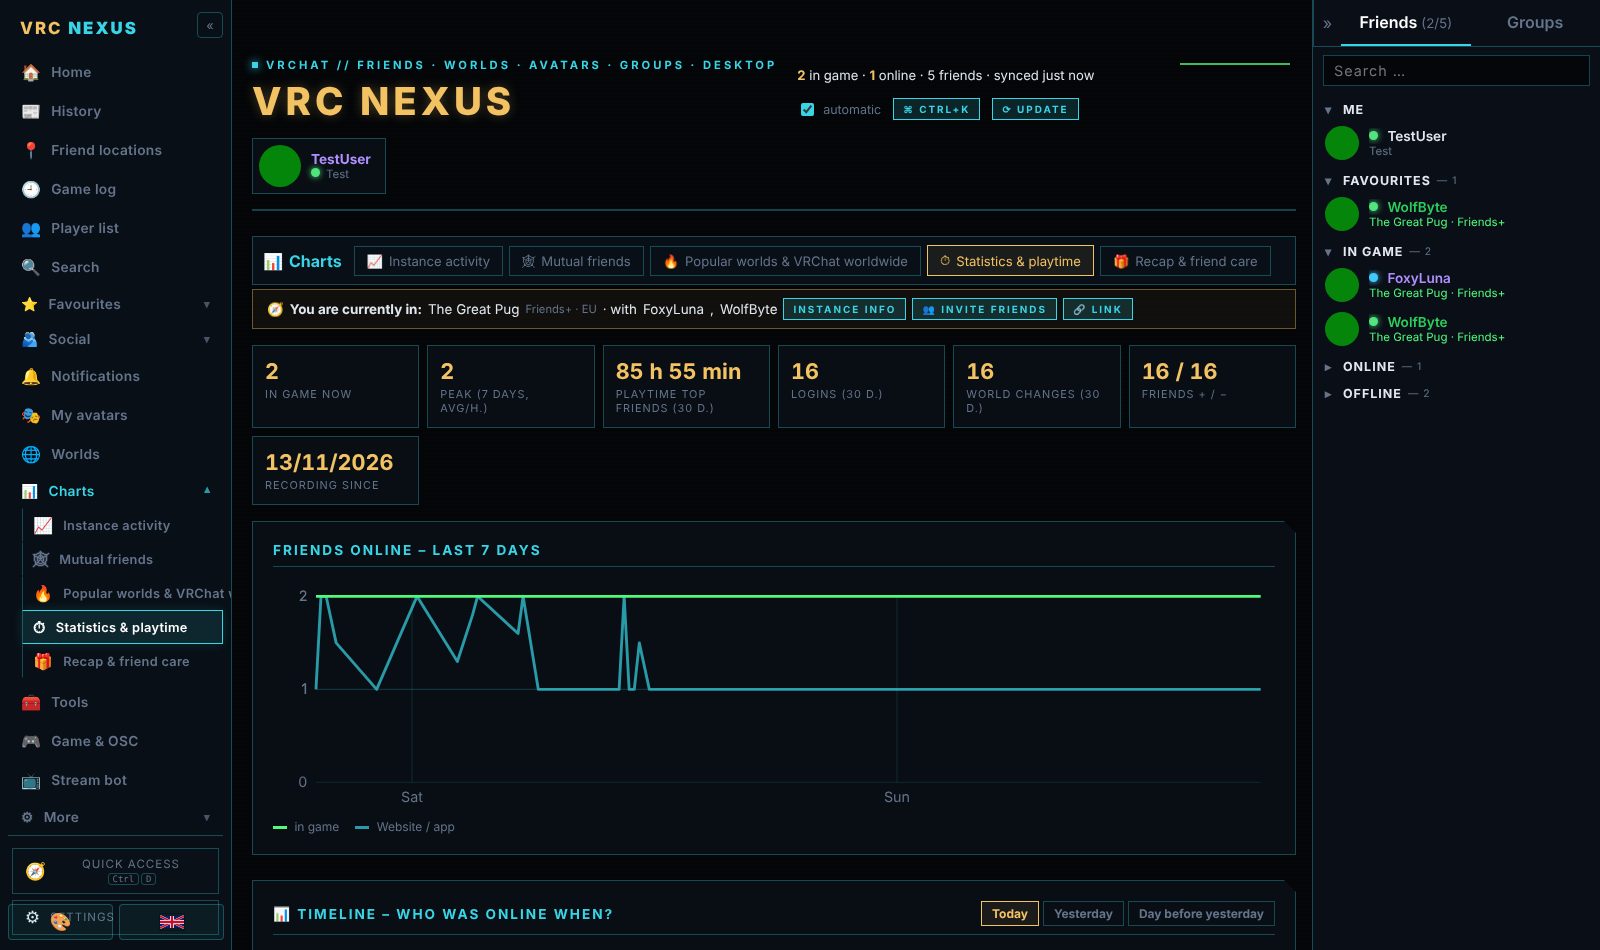 VRC NEXUS
«
Home
History
Friend locations
Game log
Player list
Search
Favourites
Social
Notifications
My avatars
Worlds
Charts
Instance activity
Mutual friends
Popular worlds & VRChat
Statistics & playtime
Recap & friend care
Tools
Game & OSC
Stream bot
More
QUICK ACCESS
Ctrl D
VRCHAT // FRIENDS · WORLDS · AVATARS · GROUPS · DESKTOP
VRC NEXUS
2 in game · 1 online · 5 friends · synced just now
automatic
⌘ CTRL+K
⟳ UPDATE
TestUser
Test
Charts
Instance activity
Mutual friends
Popular worlds & VRChat worldwide
Statistics & playtime
Recap & friend care
You are currently in: The Great Pug Friends+ · EU · with FoxyLuna , WolfByte
INSTANCE INFO
INVITE FRIENDS
LINK
2
IN GAME NOW
2
PEAK (7 DAYS,
AVG/H.)
85 h 55 min
PLAYTIME TOP
FRIENDS (30 D.)
16
LOGINS (30 D.)
16
WORLD CHANGES (30
D.)
16 / 16
FRIENDS + / −
13/11/2026
RECORDING SINCE
FRIENDS ONLINE – LAST 7 DAYS
2
1
0
Sat
Sun
in game
Website / app
TIMELINE – WHO WAS ONLINE WHEN?
Today
Yesterday
Day before yesterday
»
Friends (2/5)
Groups
Search ...
ME
TestUser
Test
FAVOURITES — 1
WolfByte
The Great Pug · Friends+
IN GAME — 2
FoxyLuna
The Great Pug · Friends+
WolfByte
The Great Pug · Friends+
ONLINE — 1
OFFLINE — 2